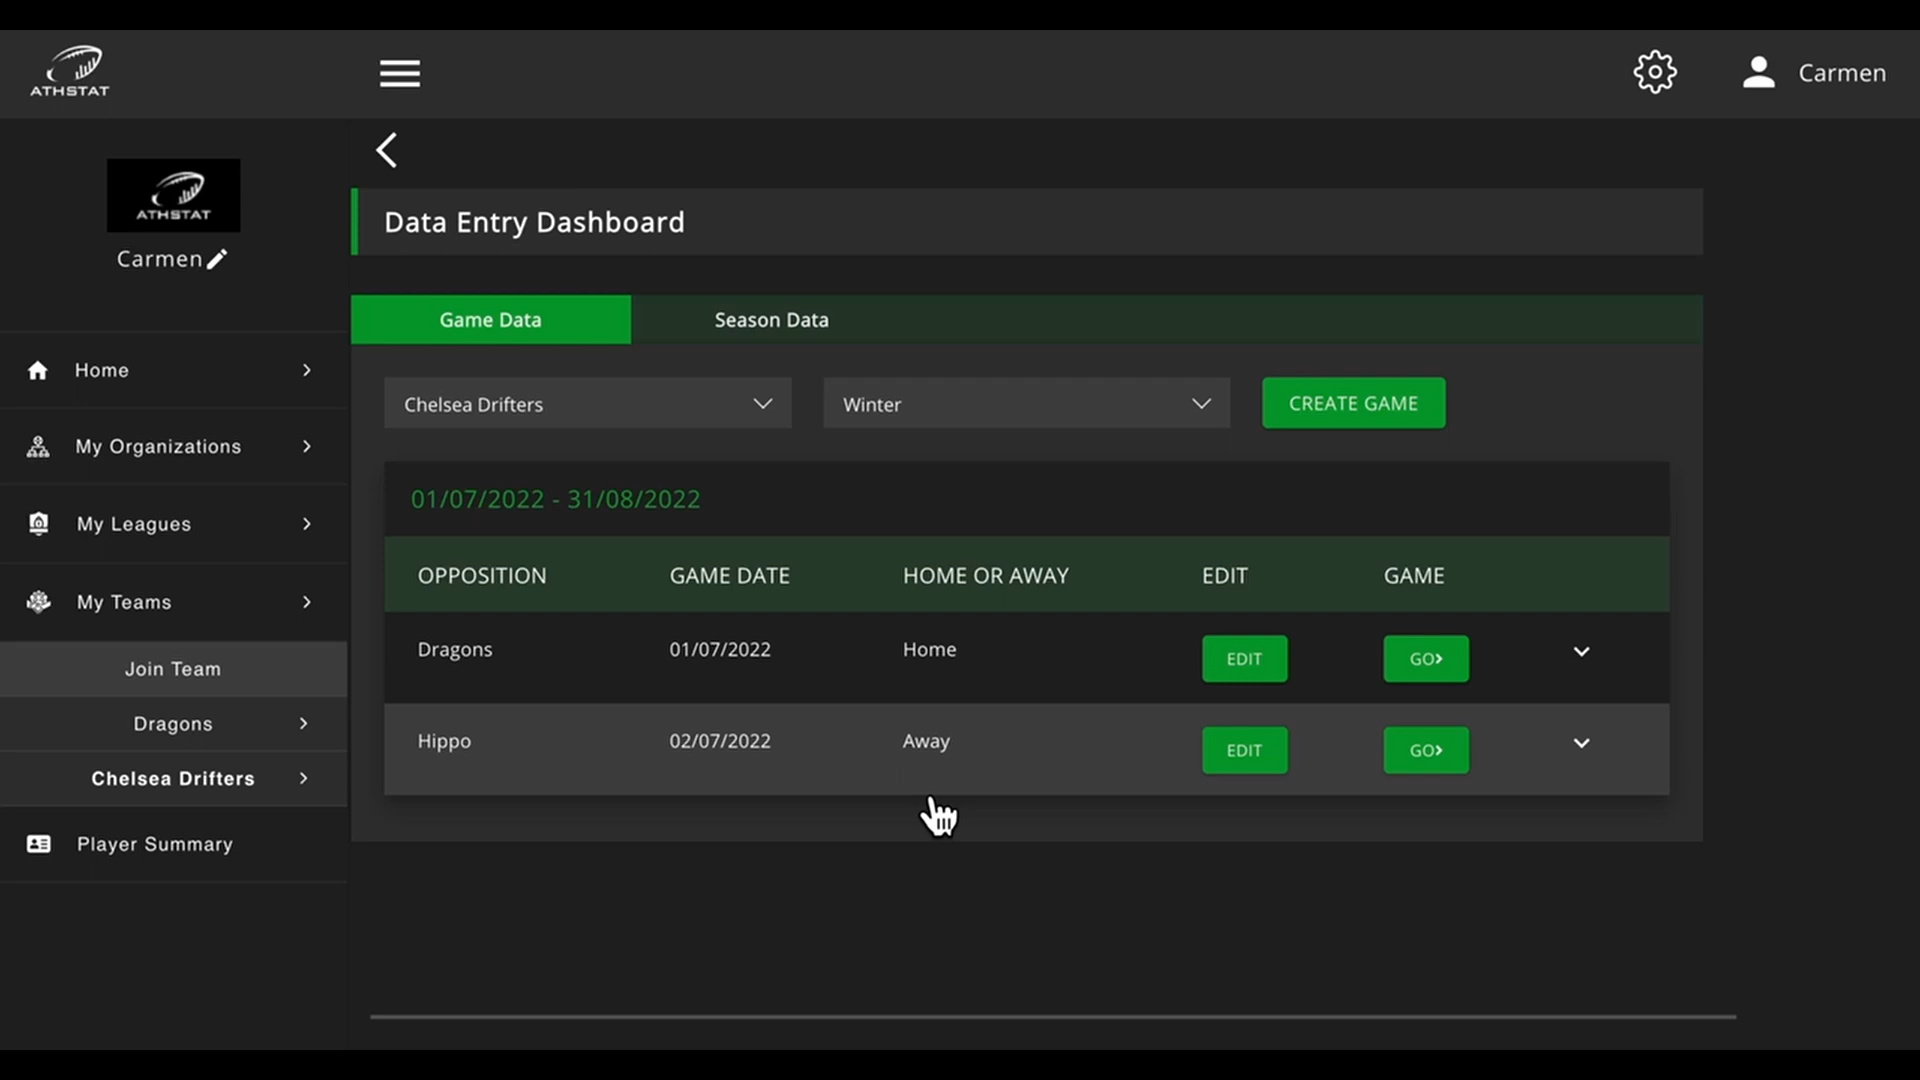 ATHSTAT
Carmen
ATHSTAT
Carmen
Home
My Organizations
My Leagues
My Teams
Join Team
Dragons
Chelsea Drifters
Player Summary
Data Entry Dashboard
Game Data Season Data
Chelsea Drifters Winter CREATE GAME
01/07/2022 - 31/08/2022
OPPOSITION GAME DATE HOME OR AWAY EDIT GAME
Dragons 01/07/2022 Home EDIT GO
Hippo 02/07/2022 Away EDIT GO